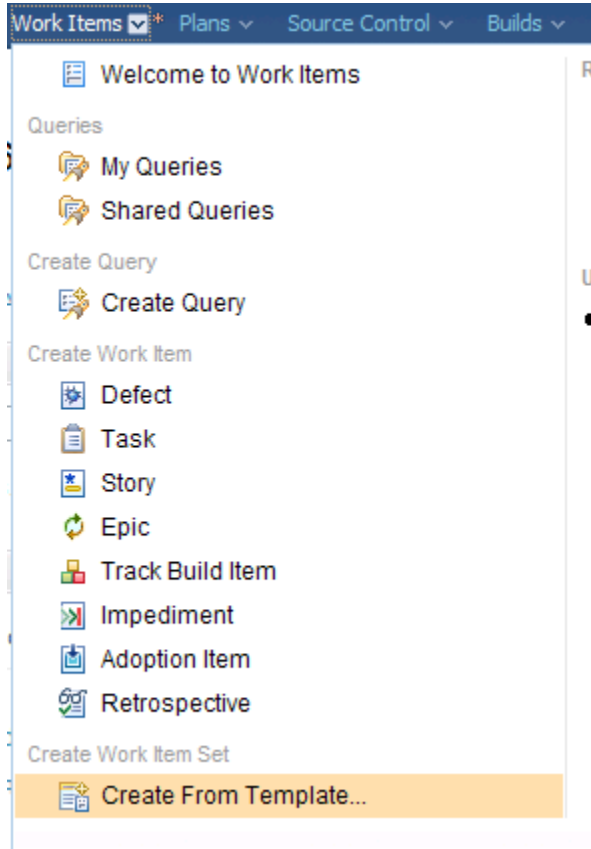 Work Items * Plans Source Control Builds
Welcome to Work Items
Queries
My Queries
Shared Queries
Create Query
Create Query
Create Work Item
Defect
Task
Story
Epic
Track Build Item
Impediment
Adoption Item
Retrospective
Create Work Item Set
Create From Template...